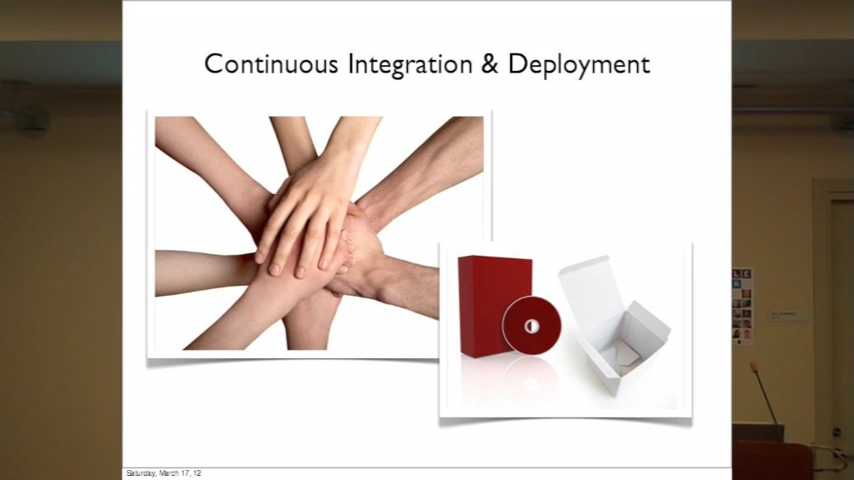 Continuous Integration & Deployment
Saturday, March 17, 12